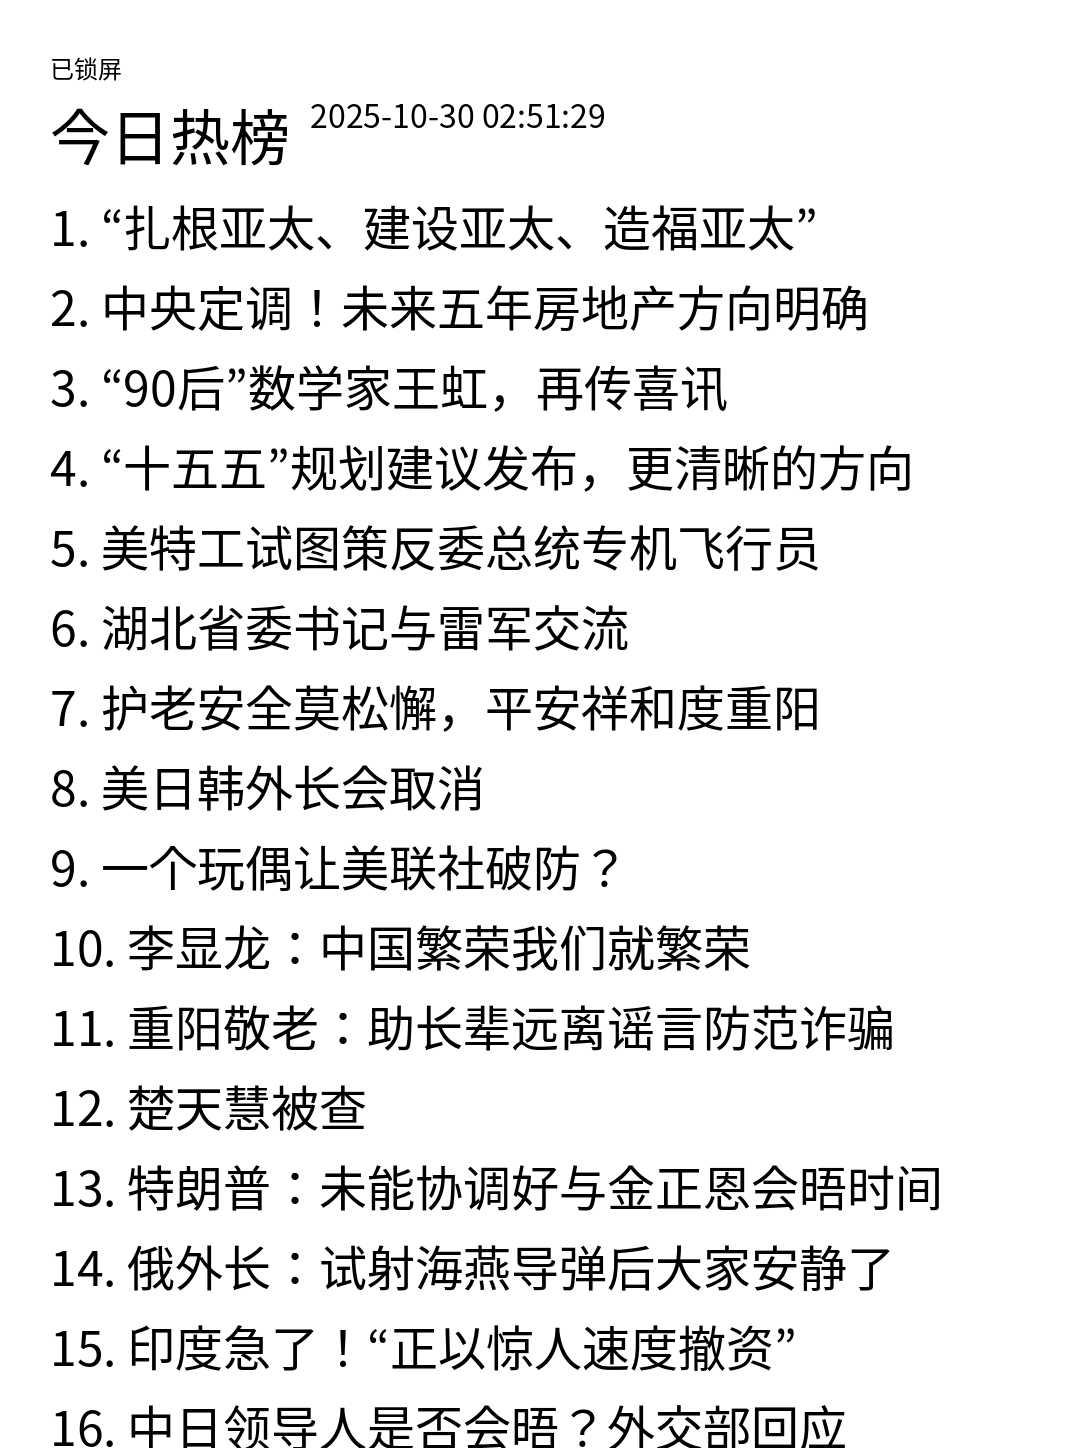 已锁屏
今日热榜 2025-10-30 02:51:29
1. “扎根亚太、建设亚太、造福亚太”
2. 中央定调！未来五年房地产方向明确
3. “90后”数学家王虹，再传喜讯
4. “十五五”规划建议发布，更清晰的方向
5. 美特工试图策反委总统专机飞行员
6. 湖北省委书记与雷军交流
7. 护老安全莫松懈，平安祥和度重阳
8. 美日韩外长会取消
9. 一个玩偶让美联社破防？
10. 李显龙：中国繁荣我们就繁荣
11. 重阳敬老：助长辈远离谣言防范诈骗
12. 楚天慧被查
13. 特朗普：未能协调好与金正恩会晤时间
14. 俄外长：试射海燕导弹后大家安静了
15. 印度急了！“正以惊人速度撤资”
16. 中日领导人是否会晤？外交部回应